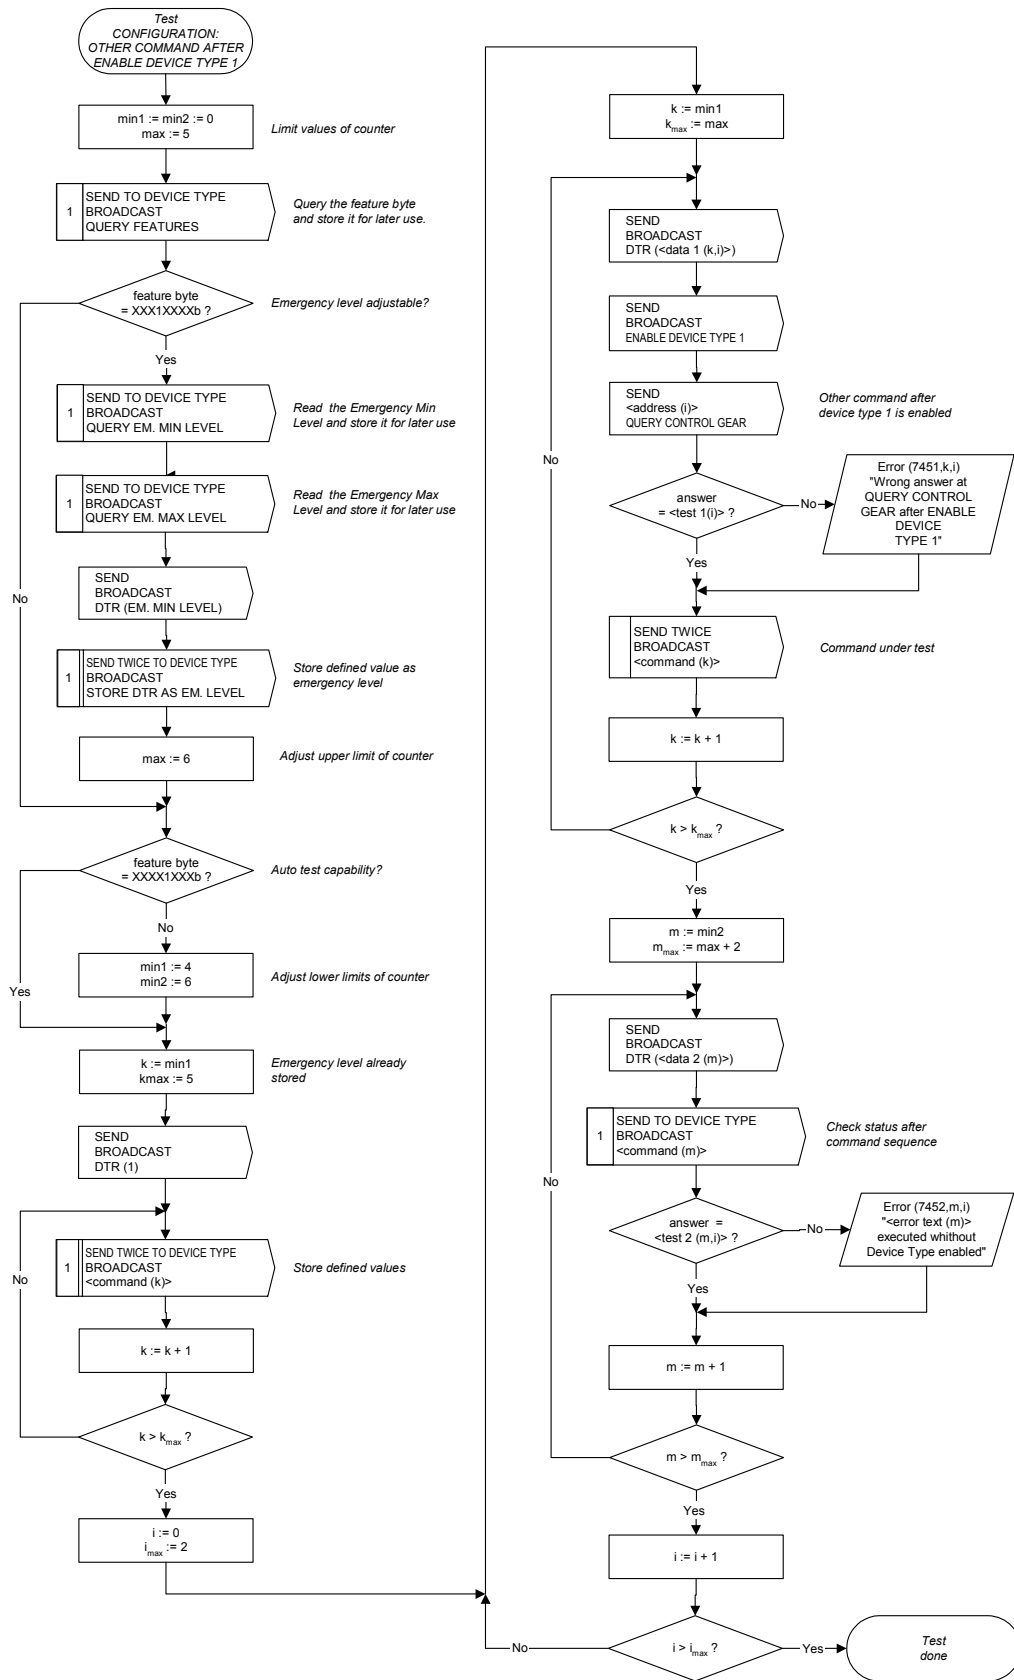 Test
CONFIGURATION:
OTHER COMMAND AFTER
ENABLE DEVICE TYPE 1
min1 := min2 := 0
max := 5
Limit values of counter
1
SEND TO DEVICE TYPE
BROADCAST
QUERY FEATURES
Query the feature byte
and store it for later use.
feature byte
= XXX1XXXXb ?
Emergency level adjustable?
Yes
1
SEND TO DEVICE TYPE
BROADCAST
QUERY EM. MIN LEVEL
Read the Emergency Min
Level and store it for later use
1
SEND TO DEVICE TYPE
BROADCAST
QUERY EM. MAX LEVEL
Read the Emergency Max
Level and store it for later use
No
SEND
BROADCAST
DTR (EM. MIN LEVEL)
1
SEND TWICE TO DEVICE TYPE
BROADCAST
STORE DTR AS EM. LEVEL
Store defined value as
emergency level
max := 6
Adjust upper limit of counter
feature byte
= XXXX1XXXb ?
Auto test capability?
No
Yes
min1 := 4
min2 := 6
Adjust lower limits of counter
k := min1
kmax := 5
Emergency level already
stored
SEND
BROADCAST
DTR (1)
No
1
SEND TWICE TO DEVICE TYPE
BROADCAST
<command (k)>
Store defined values
k := k + 1
k > kmax ?
Yes
i := 0
imax := 2
k := min1
kmax := max
SEND
BROADCAST
DTR (<data 1 (k,i)>)
SEND
BROADCAST
ENABLE DEVICE TYPE 1
SEND
<address (i)>
QUERY CONTROL GEAR
Other command after
device type 1 is enabled
No
answer
= <test 1(i)> ?
No
Error (7451,k,i)
"Wrong answer at
QUERY CONTROL
GEAR after ENABLE
DEVICE
TYPE 1"
Yes
SEND TWICE
BROADCAST
<command (k)>
Command under test
k := k + 1
k > kmax ?
Yes
m := min2
mmax := max + 2
SEND
BROADCAST
DTR (<data 2 (m)>)
1
SEND TO DEVICE TYPE
BROADCAST
<command (m)>
Check status after
command sequence
No
answer =
<test 2 (m,i)> ?
No
Error (7452,m,i)
"<error text (m)>
executed whithout
Device Type enabled"
Yes
m := m + 1
m > mmax ?
Yes
i := i + 1
No
i > imax ?
Yes
Test
done